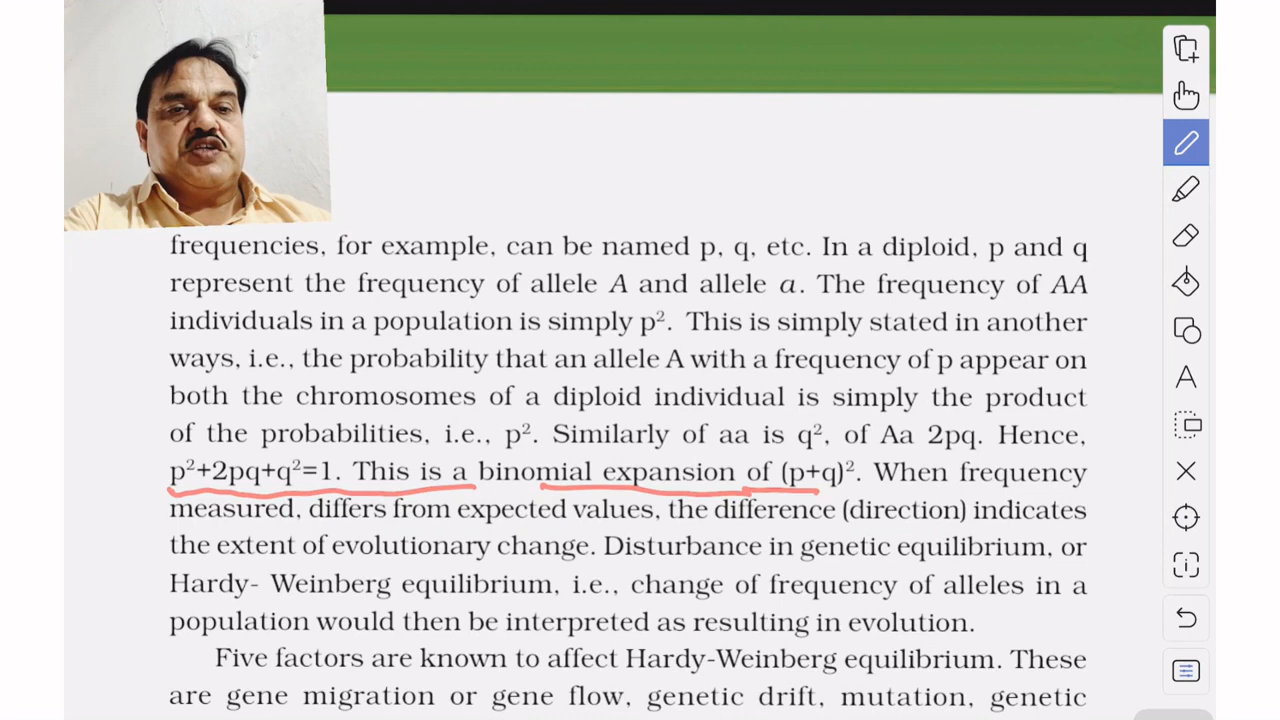 frequencies, for example, can be named p, q, etc. In a diploid, p and q
represent the frequency of allele A and allele a. The frequency of AA
individuals in a population is simply p². This is simply stated in another
ways, i.e., the probability that an allele A with a frequency of p appear on
both the chromosomes of a diploid individual is simply the product
of the probabilities, i.e., p². Similarly of aa is q², of Aa 2pq. Hence,
p²+2pq+q²=1. This is a binomial expansion of (p+q)². When frequency
measured, differs from expected values, the difference (direction) indicates
the extent of evolutionary change. Disturbance in genetic equilibrium, or
Hardy- Weinberg equilibrium, i.e., change of frequency of alleles in a
population would then be interpreted as resulting in evolution.
Five factors are known to affect Hardy-Weinberg equilibrium. These
are gene migration or gene flow, genetic drift, mutation, genetic